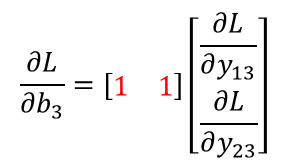 ∂L/∂b₃ = [1 1] [∂L/∂y₁₃
∂L/∂y₂₃]